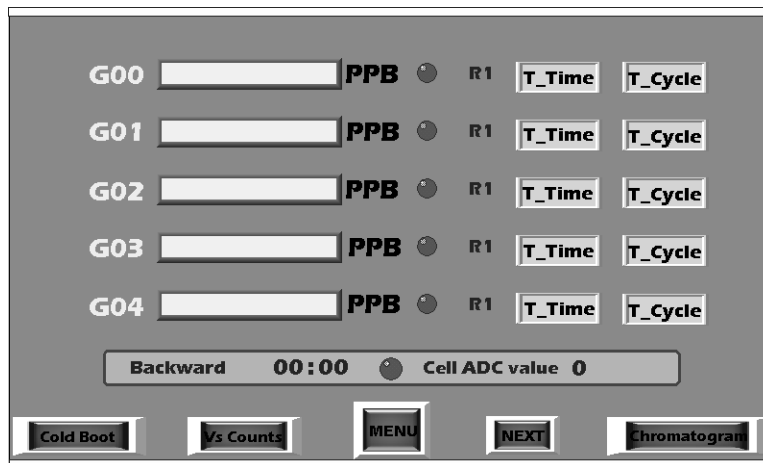 G00 PPB R1 T_Time T_Cycle
G01 PPB R1 T_Time T_Cycle
G02 PPB R1 T_Time T_Cycle
G03 PPB R1 T_Time T_Cycle
G04 PPB R1 T_Time T_Cycle
Backward 00:00 Cell ADC value 0
Cold Boot Vs Counts MENU NEXT Chromatogram